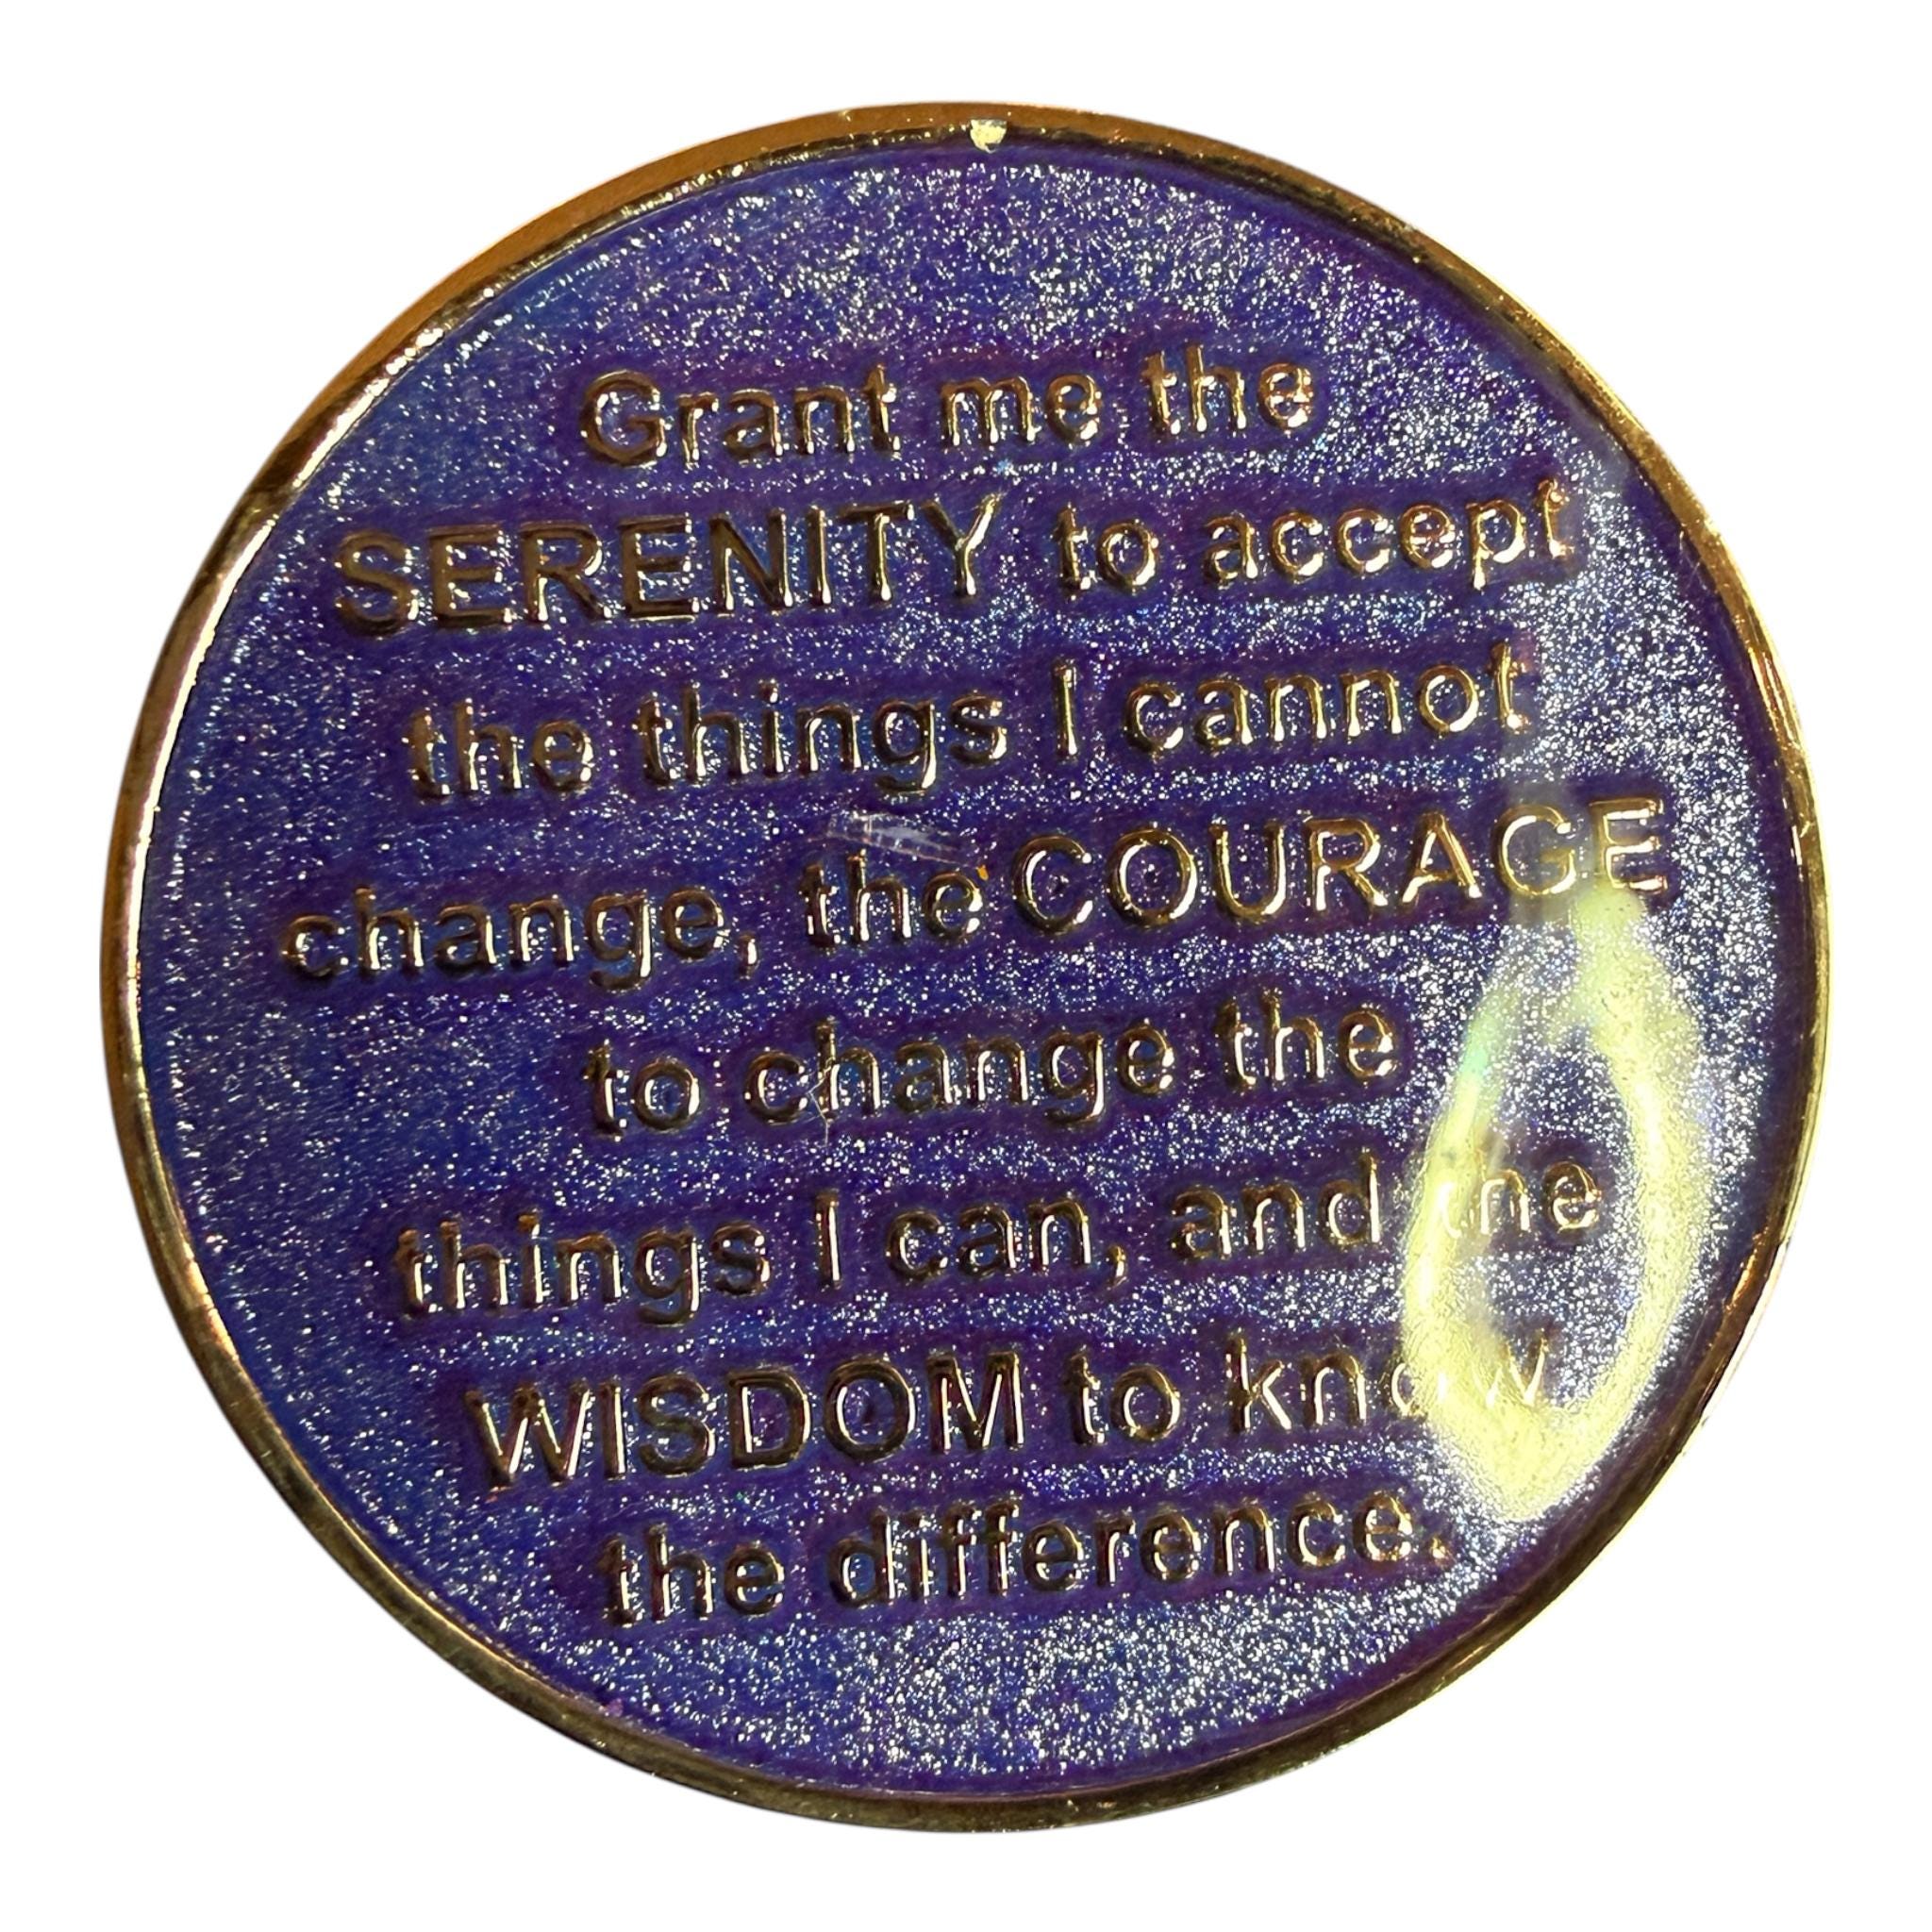 Grant me the
SERENITY to accept
the things I cannot
change, the COURAGE
to change the
things I can, and the
WISDOM to know
the difference.